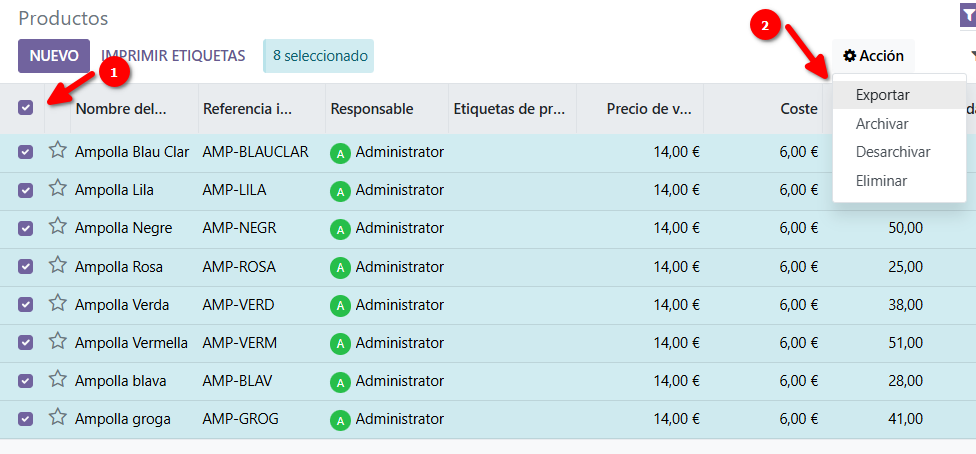 Productos
2
NUEVO IMPRIMIR ETIQUETAS 8 seleccionado Acción
1
Nombre del... Referencia i... Responsable Etiquetas de pr... Precio de v... Coste
Exportar
Archivar
Desarchivar
Eliminar
Ampolla Blau Clar AMP-BLAUCLAR A Administrator 14,00 € 6,00 €
Ampolla Lila AMP-LILA A Administrator 14,00 € 6,00 €
Ampolla Negre AMP-NEGR A Administrator 14,00 € 6,00 € 50,00
Ampolla Rosa AMP-ROSA A Administrator 14,00 € 6,00 € 25,00
Ampolla Verda AMP-VERD A Administrator 14,00 € 6,00 € 38,00
Ampolla Vermella AMP-VERM A Administrator 14,00 € 6,00 € 51,00
Ampolla blava AMP-BLAV A Administrator 14,00 € 6,00 € 28,00
Ampolla groga AMP-GROG A Administrator 14,00 € 6,00 € 41,00